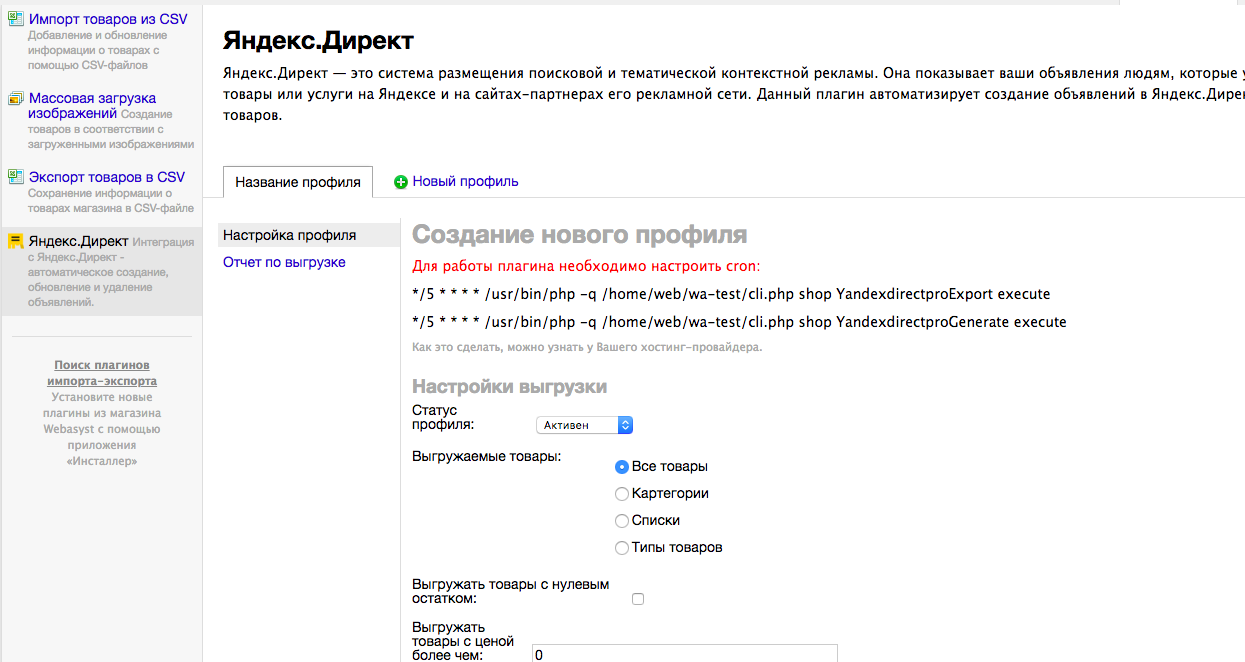 Импорт товаров из CSV
Добавление и обновление
информации о товарах с
помощью CSV-файлов
Массовая загрузка
изображений Создание
товаров в соответствии с
загруженными изображениями
Экспорт товаров в CSV
Сохранение информации о
товарах магазина в CSV-файле
Яндекс.Директ Интеграция
с Яндекс.Директ -
автоматическое создание,
обновление и удаление
объявлений.
Поиск плагинов
импорта-экспорта
Установите новые
плагины из магазина
Webasyst с помощью
приложения
«Инсталлер»
Яндекс.Директ
Яндекс.Директ — это система размещения поисковой и тематической контекстной рекламы. Она показывает ваши объявления людям, которые
товары или услуги на Яндексе и на сайтах-партнерах его рекламной сети. Данный плагин автоматизирует создание объявлений в Яндекс.Дире
товаров.
Название профиля
Новый профиль
Настройка профиля
Отчет по выгрузке
Создание нового профиля
Для работы плагина необходимо настроить cron:
*/5 * * * * /usr/bin/php -q /home/web/wa-test/cli.php shop YandexdirectproExport execute
*/5 * * * * /usr/bin/php -q /home/web/wa-test/cli.php shop YandexdirectproGenerate execute
Как это сделать, можно узнать у Вашего хостинг-провайдера.
Настройки выгрузки
Статус
профиля:
Активен
Выгружаемые товары:
Все товары
Картегории
Списки
Типы товаров
Выгружать товары с нулевым
остатком:
Выгружать
товары с ценой
более чем:
0